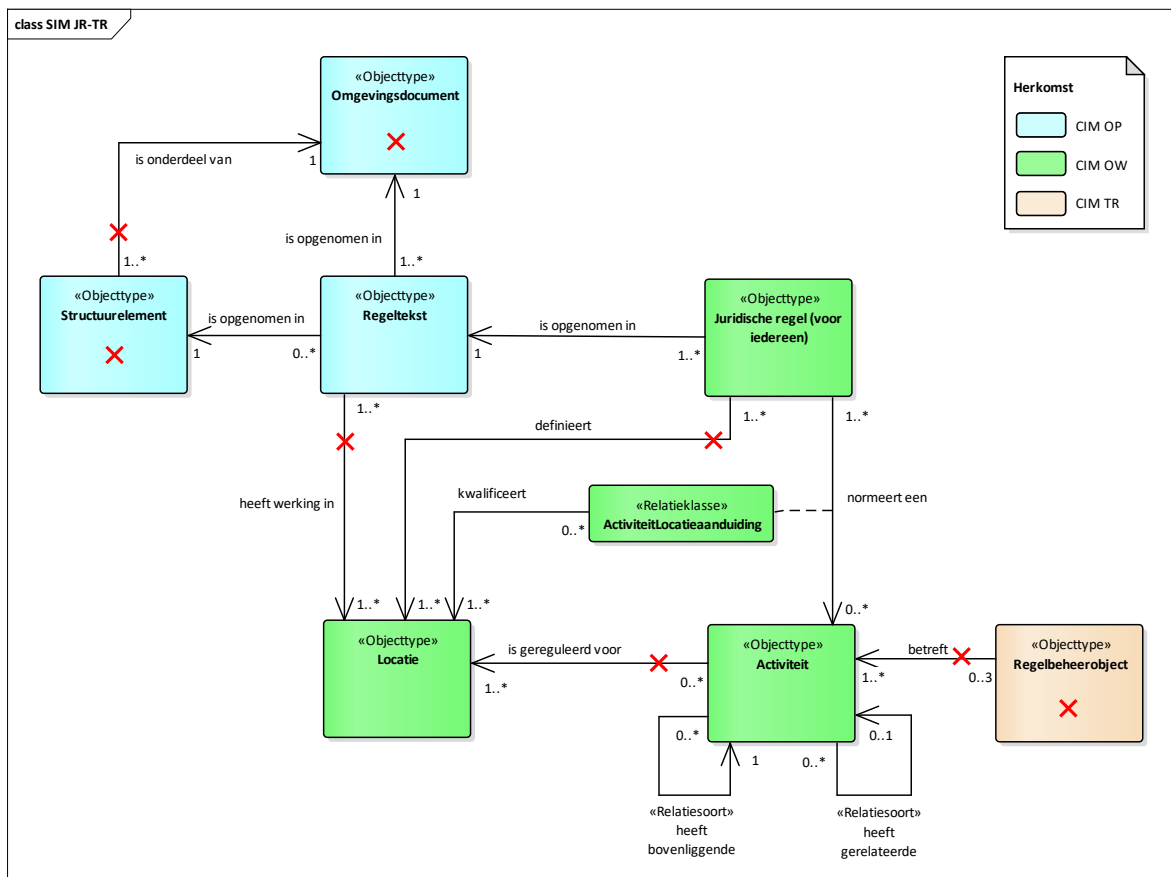 class SIM JR-TR
«Objecttype»
Omgevingsdocument
Herkomst
CIM OP
CIM OW
CIM TR
is onderdeel van
1
1
is opgenomen in
1..*
1..*
«Objecttype»
Structuurelement
is opgenomen in
1
0..*
«Objecttype»
Regeltekst
is opgenomen in
1
1..*
«Objecttype»
Juridische regel (voor
iedereen)
1..*
1..*
1..*
definieert
kwalificeert
0..*
«Relatieklasse»
ActiviteitLocatieaanduiding
normeert een
heeft werking in
1..*
1..*
1..*
0..*
«Objecttype»
Locatie
is gereguleerd voor
1..*
0..*
«Objecttype»
Activiteit
betreft
1..*
0..3
«Objecttype»
Regelbeheerobject
0..*
1
0..*
0..1
«Relatiesoort»
heeft
bovenliggende
«Relatiesoort»
heeft
gerelateerde